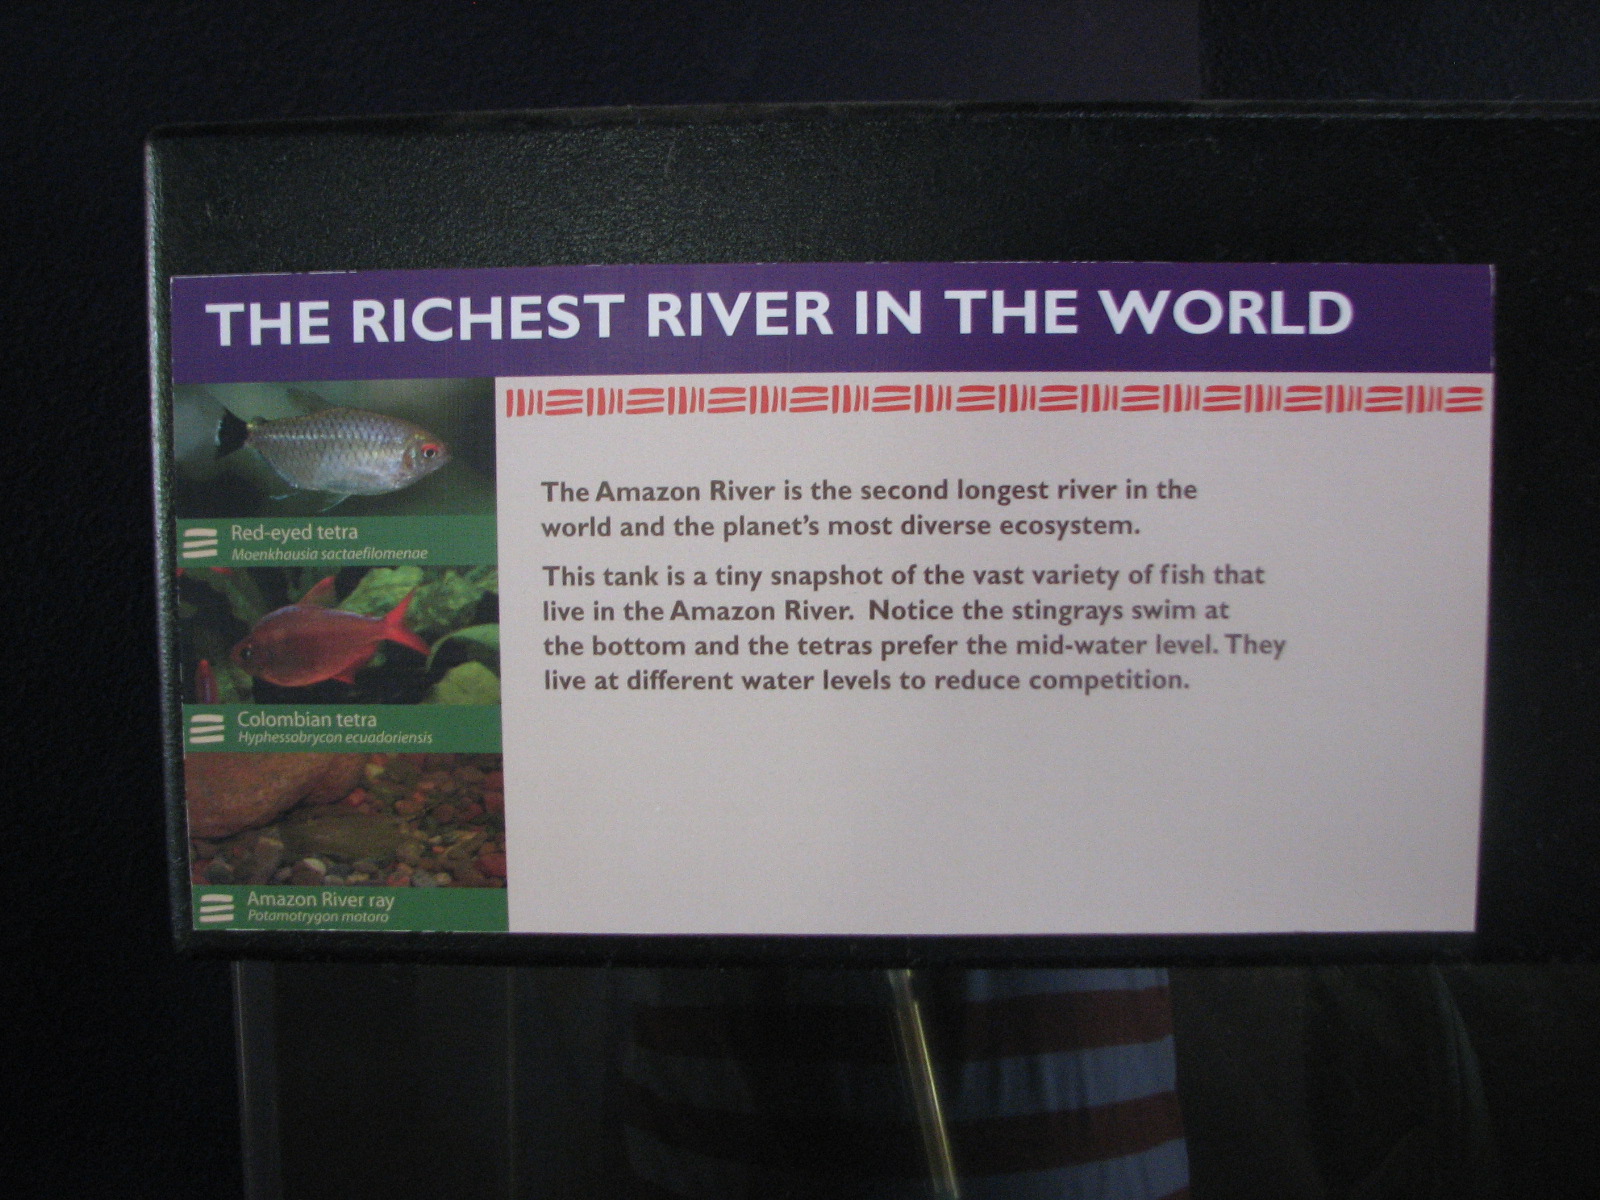 THE RICHEST RIVER IN THE WORLD
Red-eyed tetra
Moenkhausia sactaefilomenae
Colombian tetra
Hyphessobrycon ecuadoriensis
Amazon River ray
Potamotrygon motoro
The Amazon River is the second longest river in the
world and the planet's most diverse ecosystem.
This tank is a tiny snapshot of the vast variety of fish that
live in the Amazon River. Notice the stingrays swim at
the bottom and the tetras prefer the mid-water level. They
live at different water levels to reduce competition.